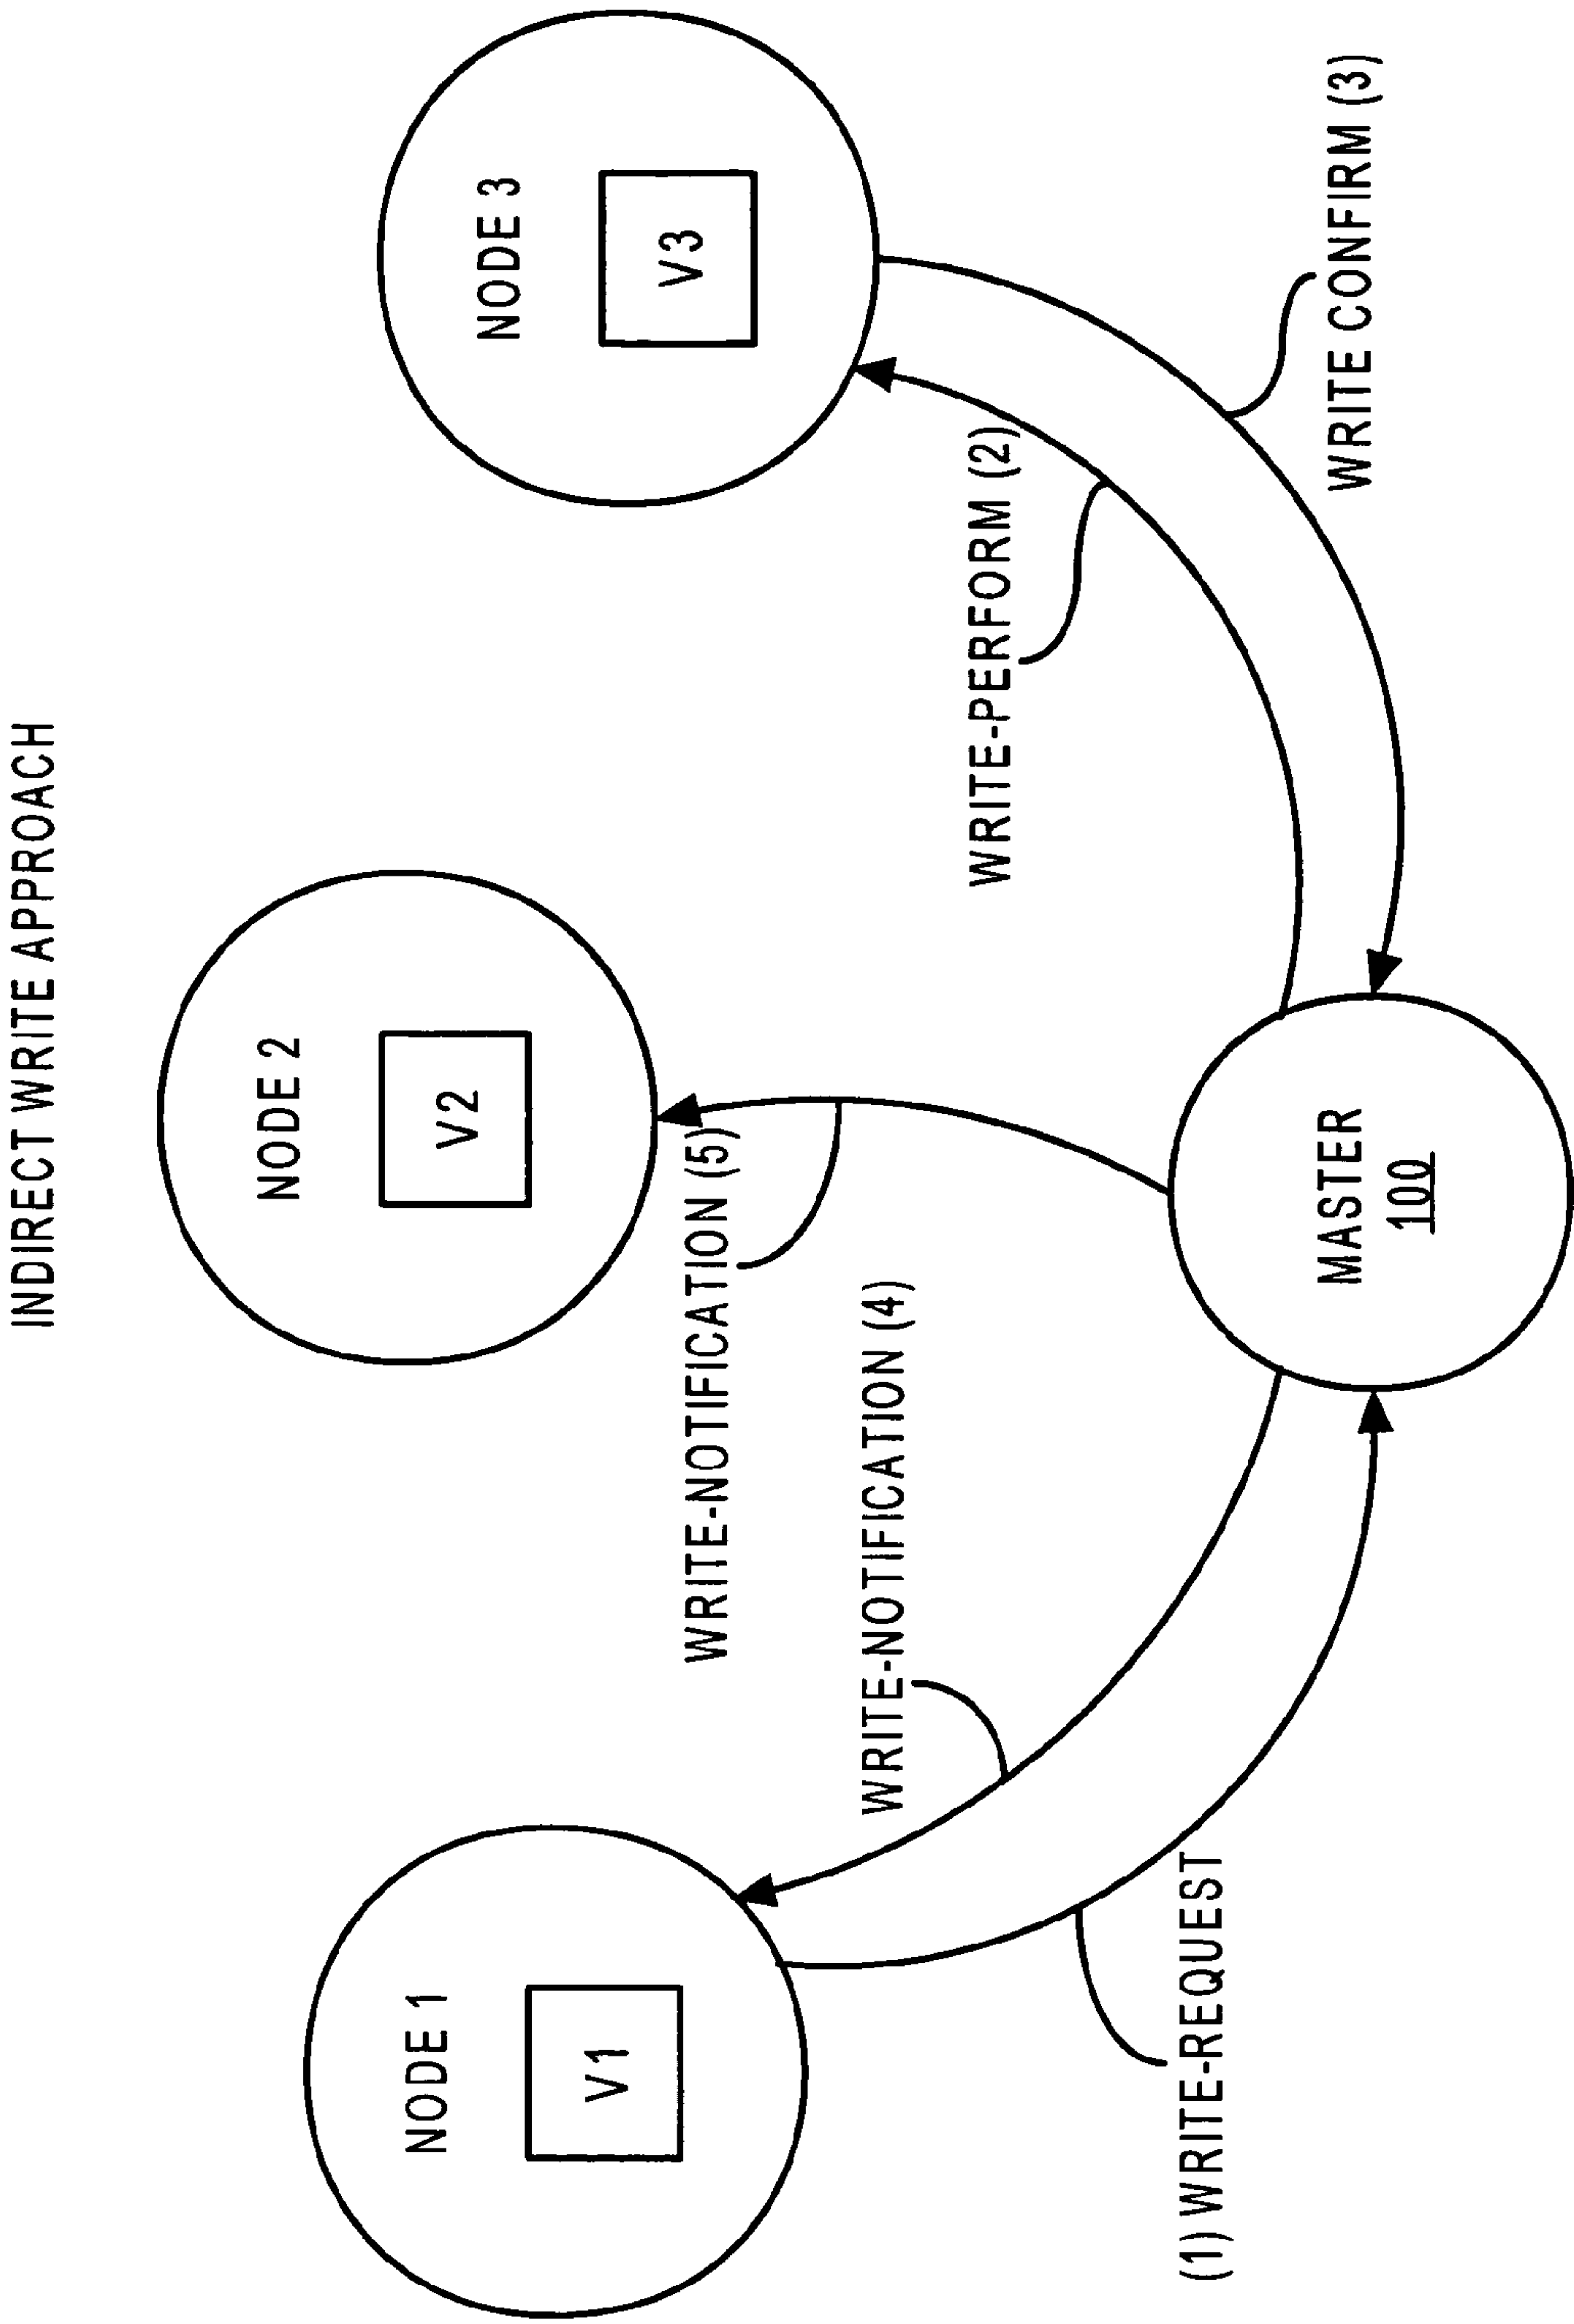 INDIRECT WRITE APPROACH
NODE 1
V1
NODE 2
V2
NODE 3
V3
WRITE-NOTIFICATION (5)
WRITE-NOTIFICATION (4)
WRITE-PERFORM (2)
(1) WRITE-REQUEST
WRITE CONFIRM (3)
MASTER
100